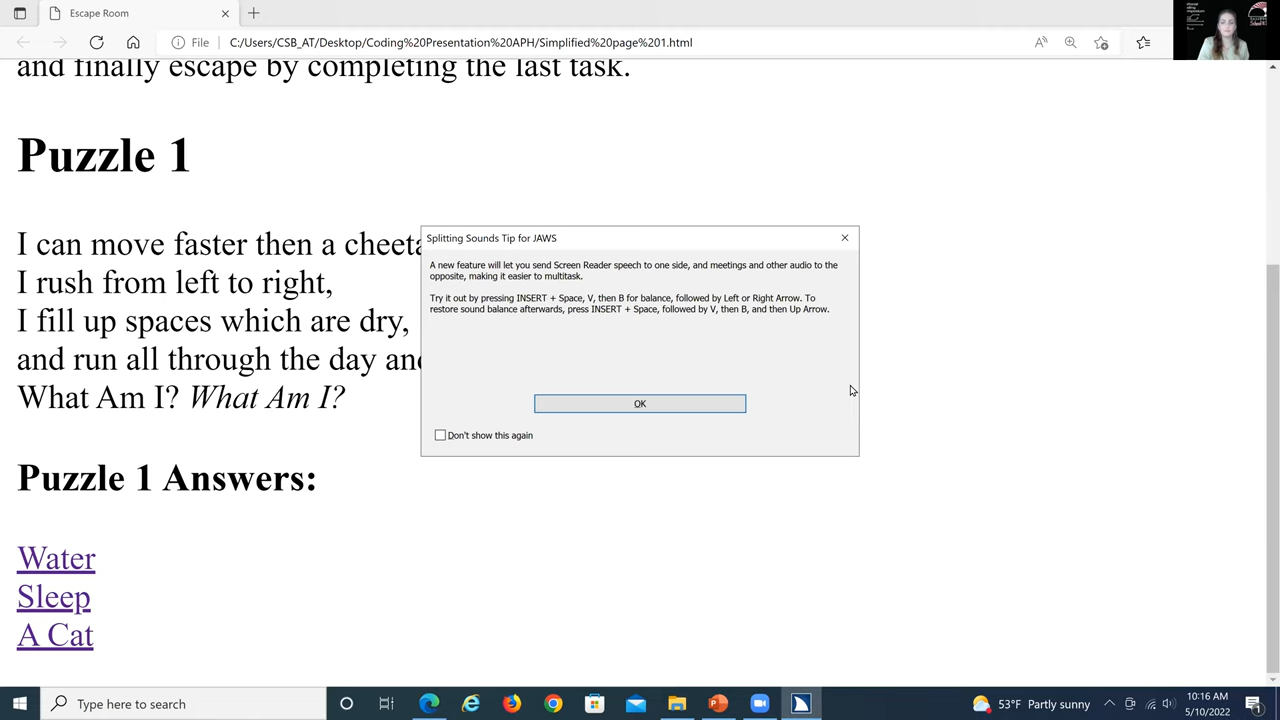 Escape Room
File
C:/Users/CSB_AT/Desktop/Coding%20Presentation%20APH/Simplified%20page%201.html
and finally escape by completing the last task.
Puzzle 1
I can move faster then a cheeta
I rush from left to right,
I fill up spaces which are dry,
and run all through the day and
What Am I? What Am I?
Splitting Sounds Tip for JAWS
A new feature will let you send Screen Reader speech to one side, and meetings and other audio to the
opposite, making it easier to multitask.
Try it out by pressing INSERT + Space, V, then B for balance, followed by Left or Right Arrow. To
restore sound balance afterwards, press INSERT + Space, followed by V, then B, and then Up Arrow.
OK
Don't show this again
Puzzle 1 Answers:
Water
Sleep
A Cat
Type here to search
53°F Partly sunny
10:16 AM
5/10/2022
1